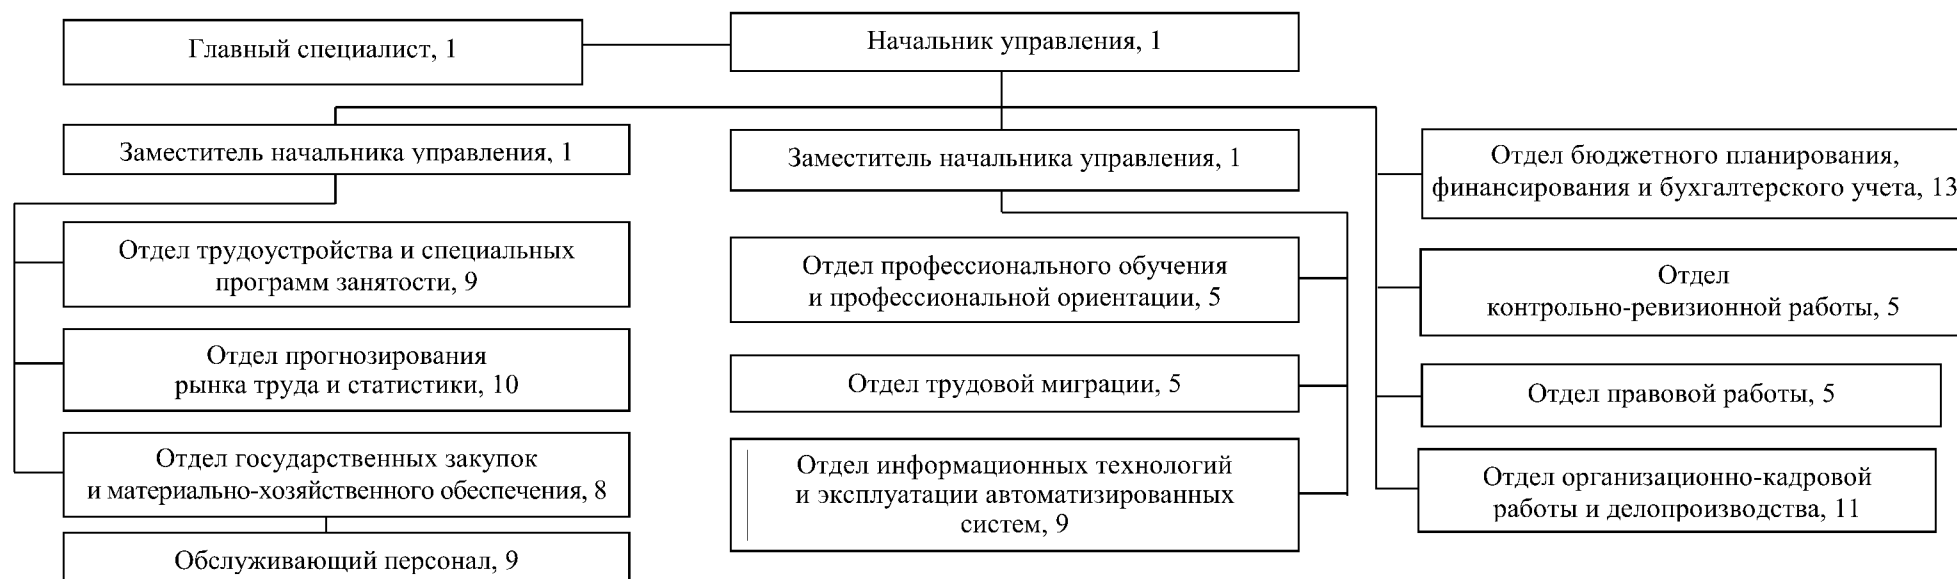 Главный специалист, 1
Начальник управления, 1
Заместитель начальника управления, 1
Отдел трудоустройства и специальных
программ занятости, 9
Отдел прогнозирования
рынка труда и статистики, 10
Отдел государственных закупок
и материально-хозяйственного обеспечения, 8
Обслуживающий персонал, 9
Заместитель начальника управления, 1
Отдел профессионального обучения
и профессиональной ориентации, 5
Отдел трудовой миграции, 5
Отдел информационных технологий
и эксплуатации автоматизированных
систем, 9
Отдел бюджетного планирования,
финансирования и бухгалтерского учета, 13
Отдел
контрольно-ревизионной работы, 5
Отдел правовой работы, 5
Отдел организационно-кадровой
работы и делопроизводства, 11